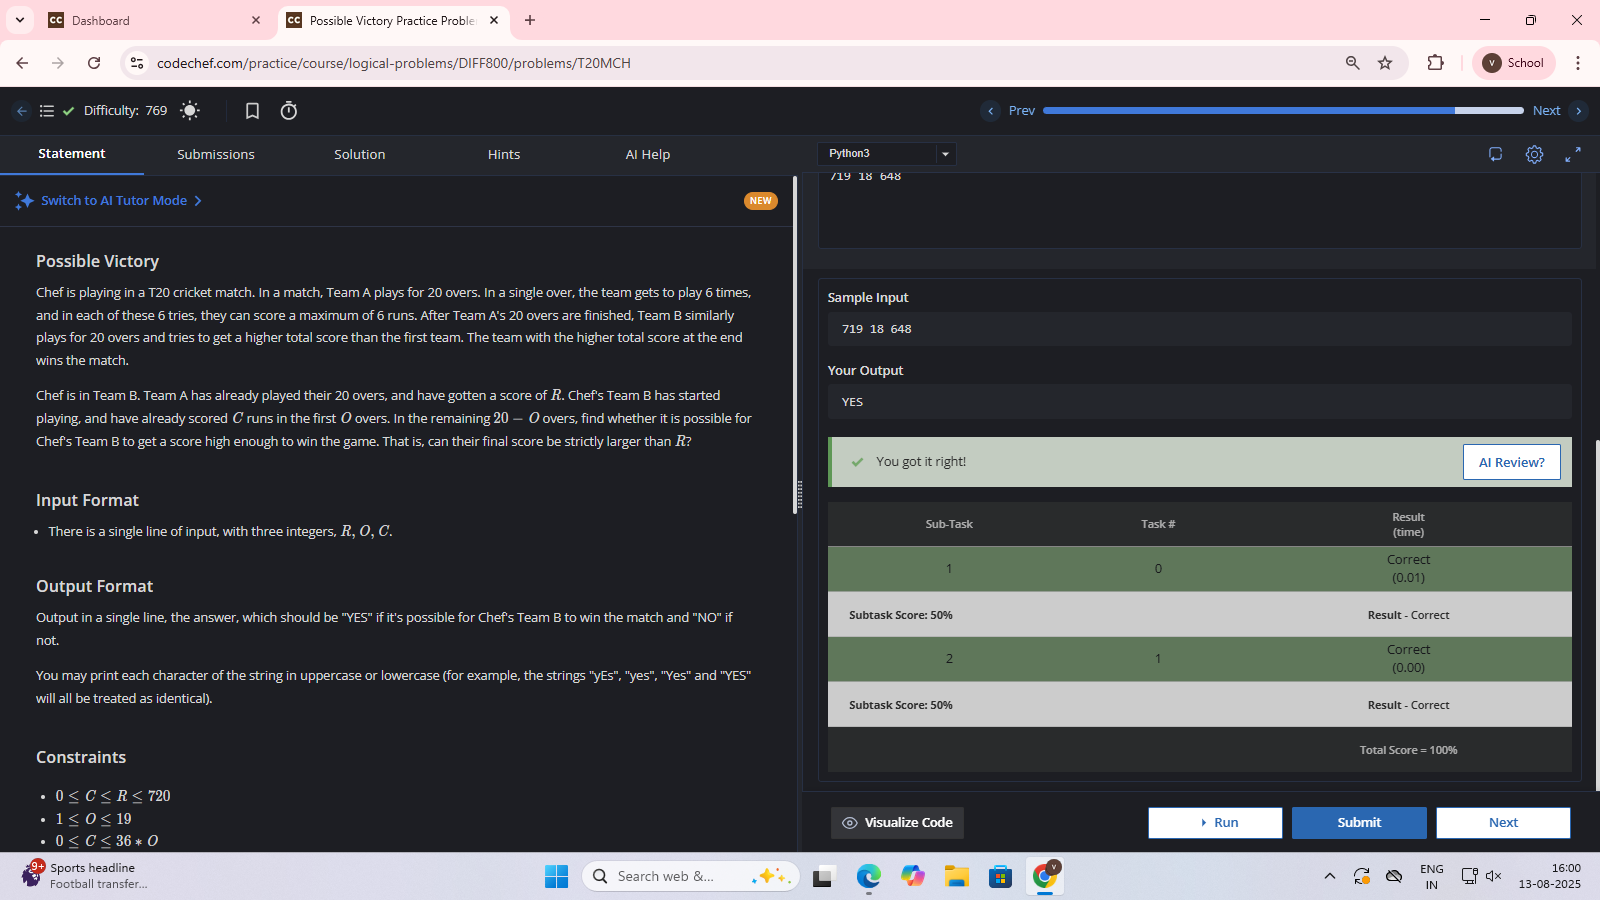 Dashboard
Possible Victory Practice Proble
codechef.com/practice/course/logical-problems/DIFF800/problems/T20MCH
School
Difficulty: 769
Prev
Next
Statement
Submissions
Solution
Hints
AI Help
Python3
Switch to AI Tutor Mode
NEW
Possible Victory
Chef is playing in a T20 cricket match. In a match, Team A plays for 20 overs. In a single over, the team gets to play 6 times,
and in each of these 6 tries, they can score a maximum of 6 runs. After Team A's 20 overs are finished, Team B similarly
plays for 20 overs and tries to get a higher total score than the first team. The team with the higher total score at the end
wins the match.
Chef is in Team B. Team A has already played their 20 overs, and have gotten a score of R. Chef's Team B has started
playing, and have already scored C runs in the first O overs. In the remaining 20 − O overs, find whether it is possible for
Chef's Team B to get a score high enough to win the game. That is, can their final score be strictly larger than R?
Input Format
• There is a single line of input, with three integers, R, O, C.
Output Format
Output in a single line, the answer, which should be "YES" if it's possible for Chef's Team B to win the match and "NO" if
not.
You may print each character of the string in uppercase or lowercase (for example, the strings "yEs", "yes", "Yes" and "YES"
will all be treated as identical).
Constraints
• 0 ≤ C ≤ R ≤ 720
• 1 ≤ O ≤ 19
• 0 ≤ C ≤ 36 * O
719 18 648
Sample Input
719 18 648
Your Output
YES
You got it right!
AI Review?
Sub-Task
Task #
Result
(time)
1
0
Correct
(0.01)
Subtask Score: 50%
Result - Correct
2
1
Correct
(0.00)
Subtask Score: 50%
Result - Correct
Total Score = 100%
Visualize Code
Run
Submit
Next
9+
Sports headline
Football transfer...
Search web &...
ENG
IN
16:00
13-08-2025